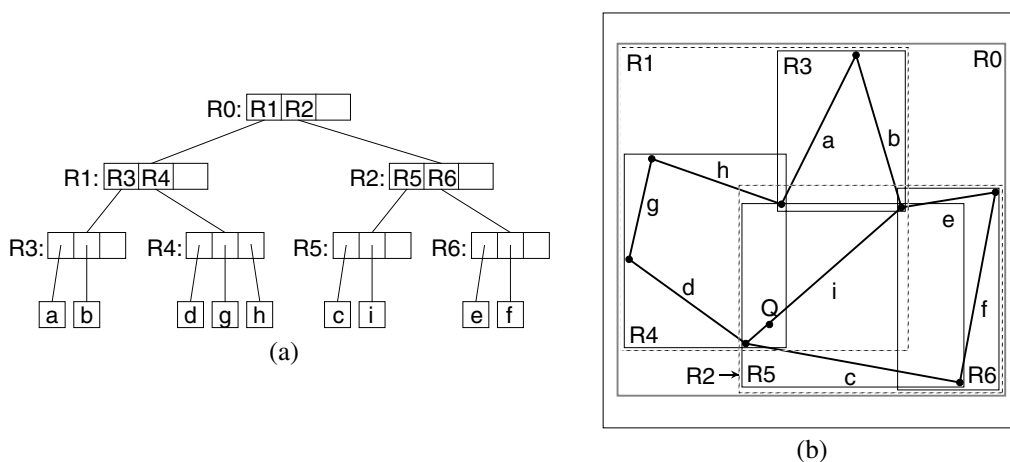 R0: R1 R2
R1: R3 R4
R2: R5 R6
R3:
R4:
R5:
R6:
a b
d g h
c i
e f
(a)
R1
R3
R0
a
b
h
g
e
d
i
Q
f
R4
R2
R5
c
R6
(b)